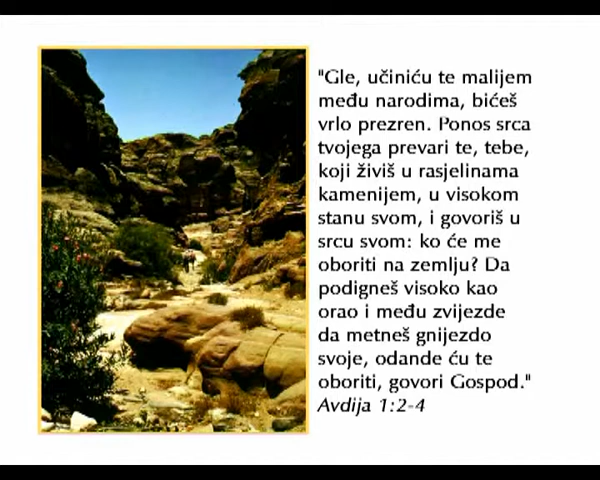 "Gle, učiniću te malijem
među narodima, bićeš
vrlo prezren. Ponos srca
tvojega prevari te, tebe,
koji živiš u rasjelinama
kamenijem, u visokom
stanu svom, i govoriš u
srcu svom: ko će me
oboriti na zemlju? Da
podigneš visoko kao
orao i među zvijezde
da metneš gnijezdo
svoje, odande ću te
oboriti, govori Gospod."
Avdija 1:2-4